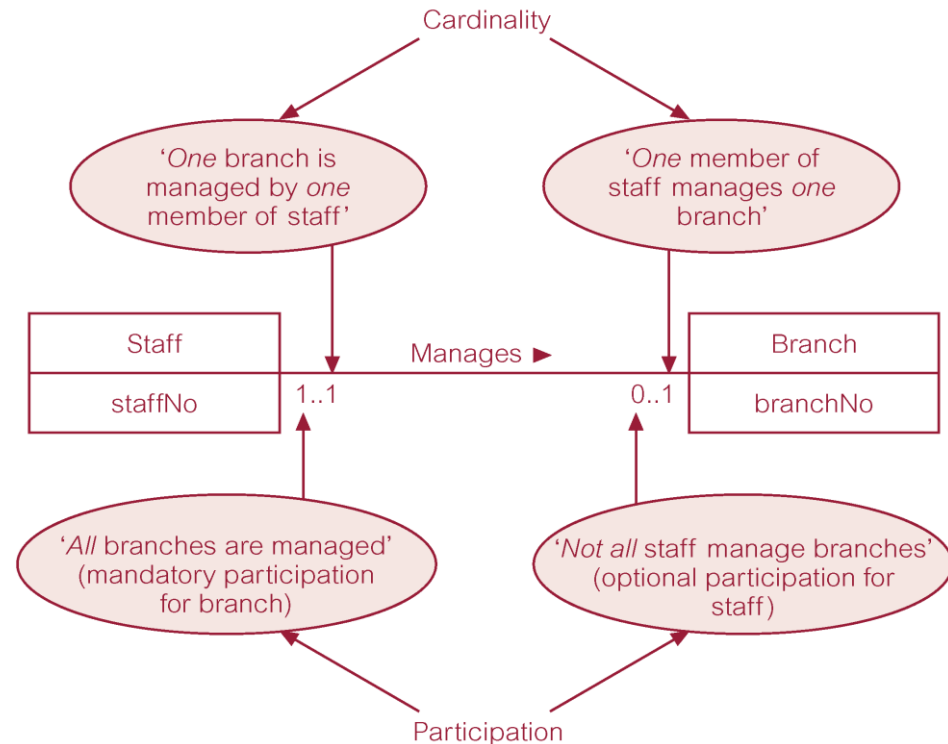 Cardinality
‘One branch is
managed by one
member of staff’
‘One member of
staff manages one
branch’
Staff
Manages ►
Branch
staffNo
1..1
0..1
branchNo
‘All branches are managed’
(mandatory participation
for branch)
‘Not all staff manage branches’
(optional participation for
staff)
Participation